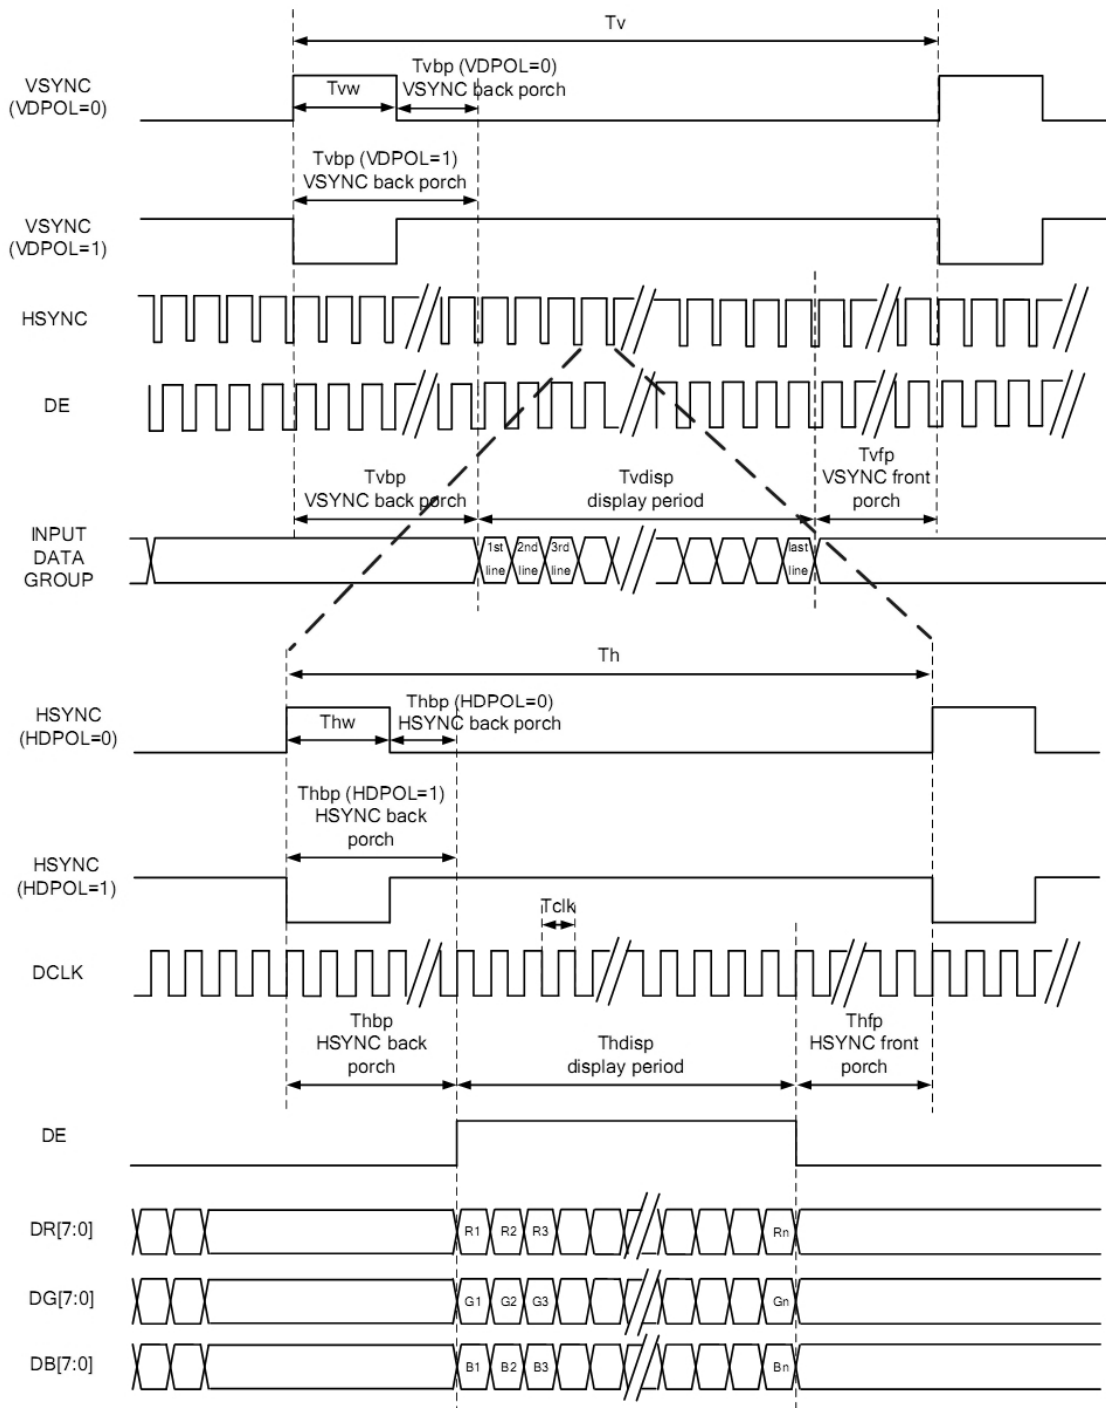 Tv
VSYNC
(VDPOL=0)
Tvw
Tvbp (VDPOL=0)
VSYNC back porch
Tvbp (VDPOL=1)
VSYNC back porch
VSYNC
(VDPOL=1)
HSYNC
DE
Tvbp
VSYNC back porch
Tvdisp
display period
Tvfp
VSYNC front
porch
INPUT
DATA
GROUP
1st
line
2nd
line
3rd
line
last
line
Th
HSYNC
(HDPOL=0)
Thw
Thbp (HDPOL=0)
HSYNC back porch
Thbp (HDPOL=1)
HSYNC back
porch
HSYNC
(HDPOL=1)
Tclk
DCLK
Thbp
HSYNC back
porch
Thdisp
display period
Thfp
HSYNC front
porch
DE
DR[7:0]
R1 R2 R3 Rn
DG[7:0]
G1 G2 G3 Gn
DB[7:0]
B1 B2 B3 Bn